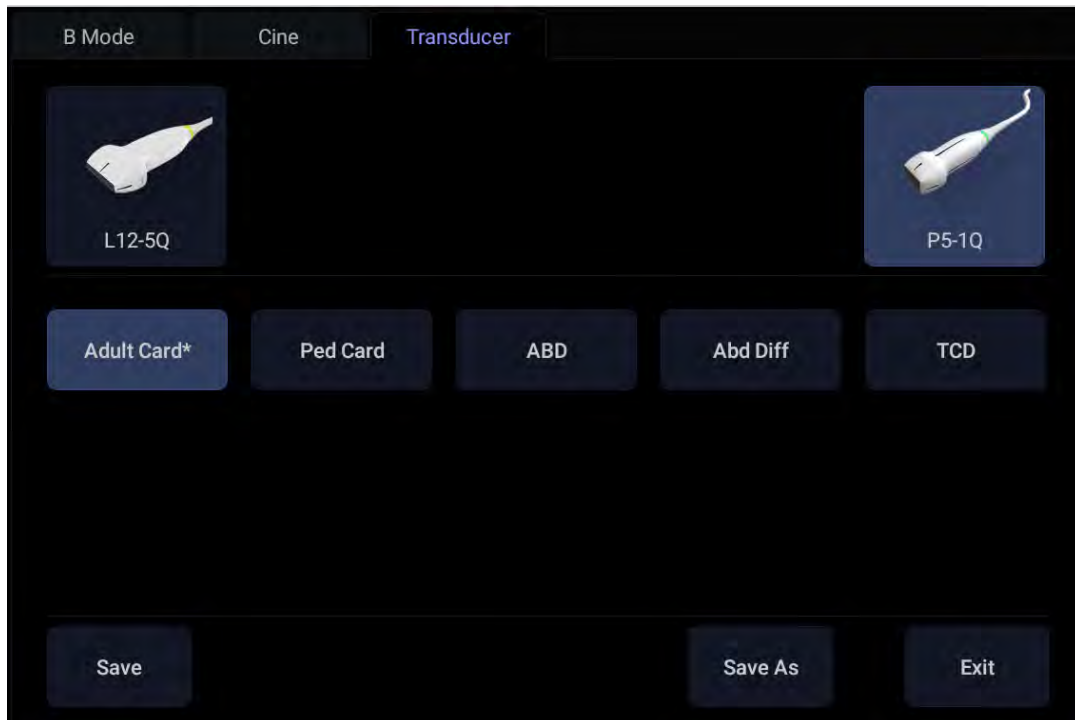 B Mode Cine Transducer
L12-5Q P5-1Q
Adult Card* Ped Card ABD Abd Diff TCD
Save Save As Exit